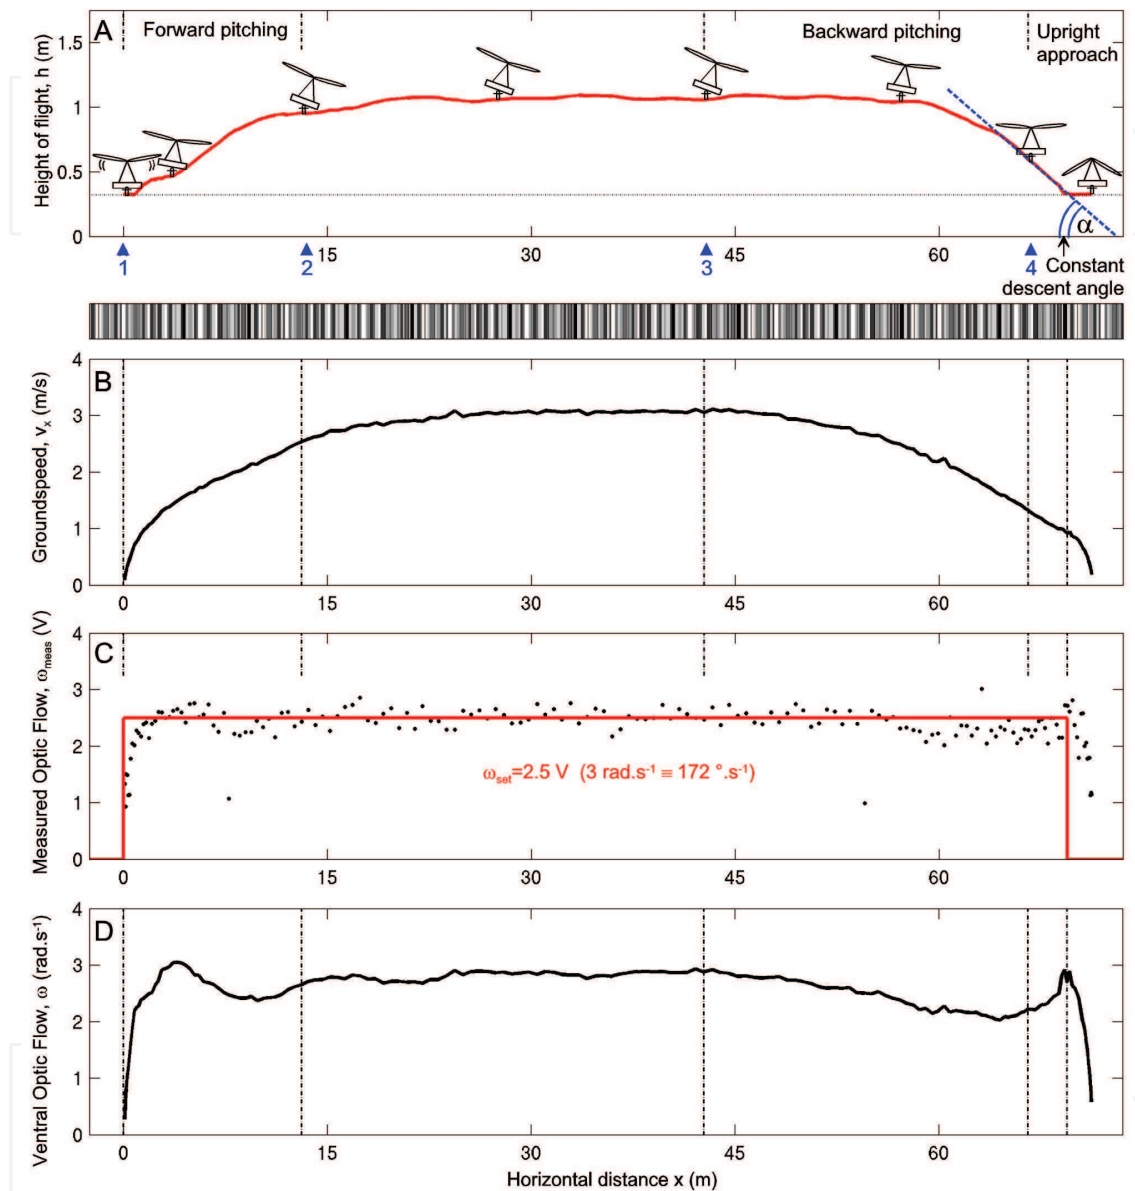 A
Forward pitching
Backward pitching
Upright
approach
Height of flight, h (m)
1.5
1
0.5
0
α
15
30
45
60
1
2
3
4
Constant
descent angle
B
Groundspeed, vₓ (m/s)
4
3
2
1
0
0
15
30
45
60
C
Measured Optic Flow, ω_meas (V)
4
3
2
1
0
ω_set=2.5 V (3 rad.s⁻¹ ≡ 172 °.s⁻¹)
0
15
30
45
60
D
Ventral Optic Flow, ω (rad.s⁻¹)
4
3
2
1
0
0
15
30
45
60
Horizontal distance x (m)